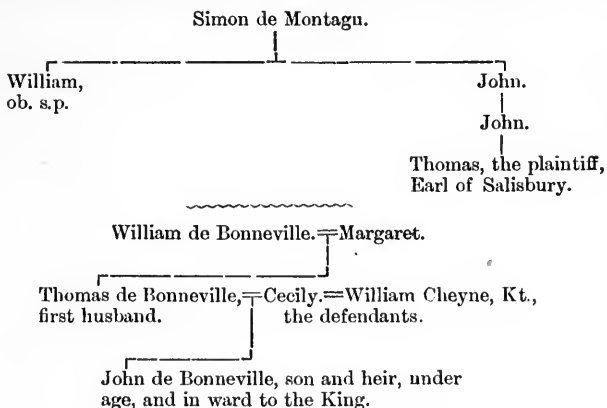 Simon de Montagu.
William, John.
ob. s.p.
John.
Thomas, the plaintiff,
Earl of Salisbury.
William de Bonneville.=Margaret.
Thomas de Bonneville,=Cecily.=William Cheyne, Kt.,
first husband. the defendants.
John de Bonneville, son and heir, under
age, and in ward to the King.